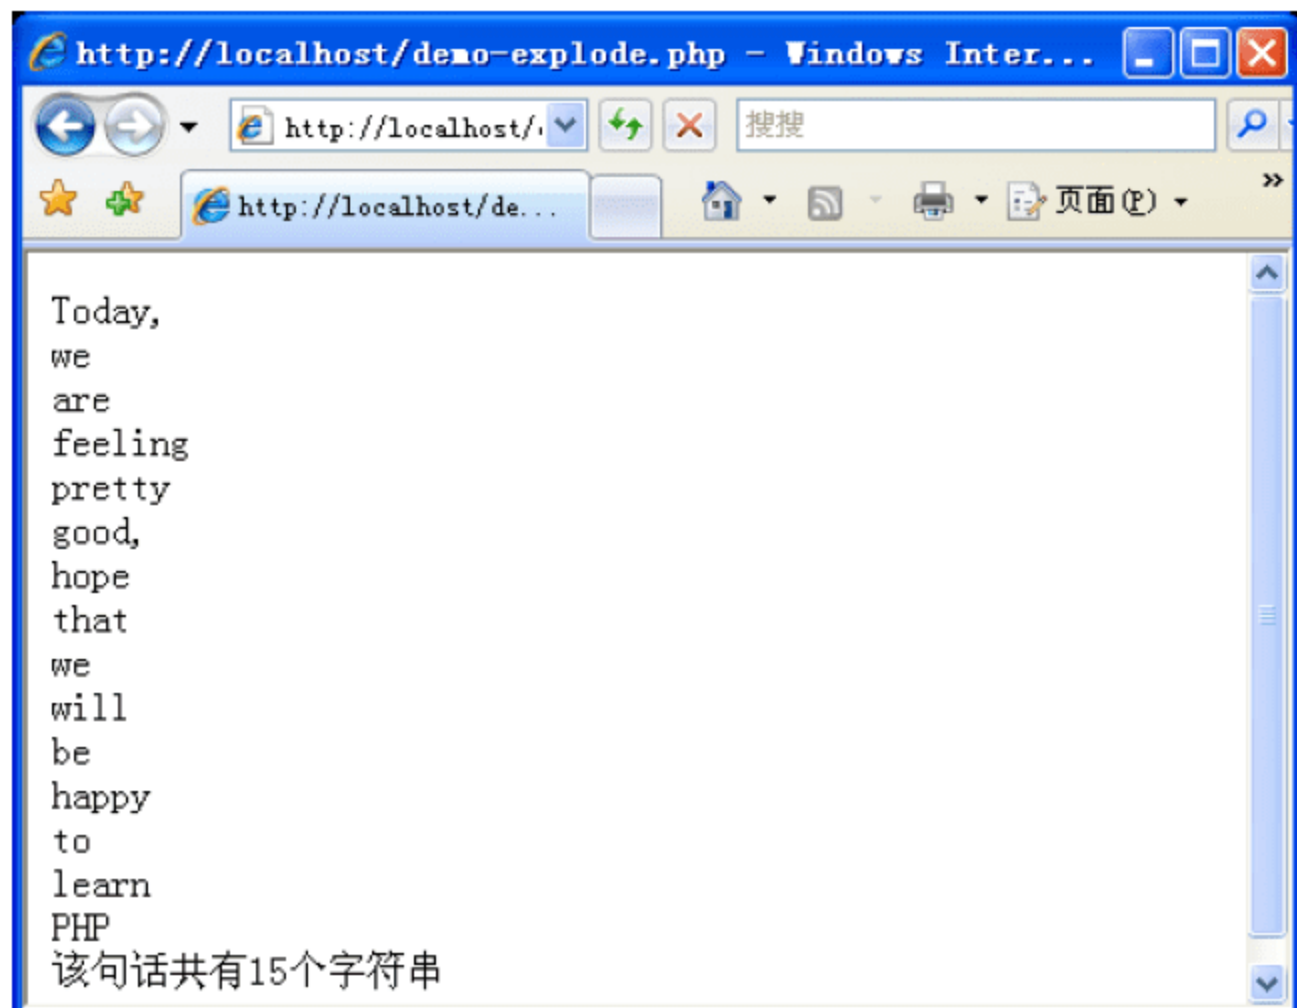 http://localhost/demo-explode.php - Windows Inter...
http://localhost/
搜搜
http://localhost/de...
页面(P)
»
Today,
we
are
feeling
pretty
good,
hope
that
we
will
be
happy
to
learn
PHP
该句话共有15个字符串